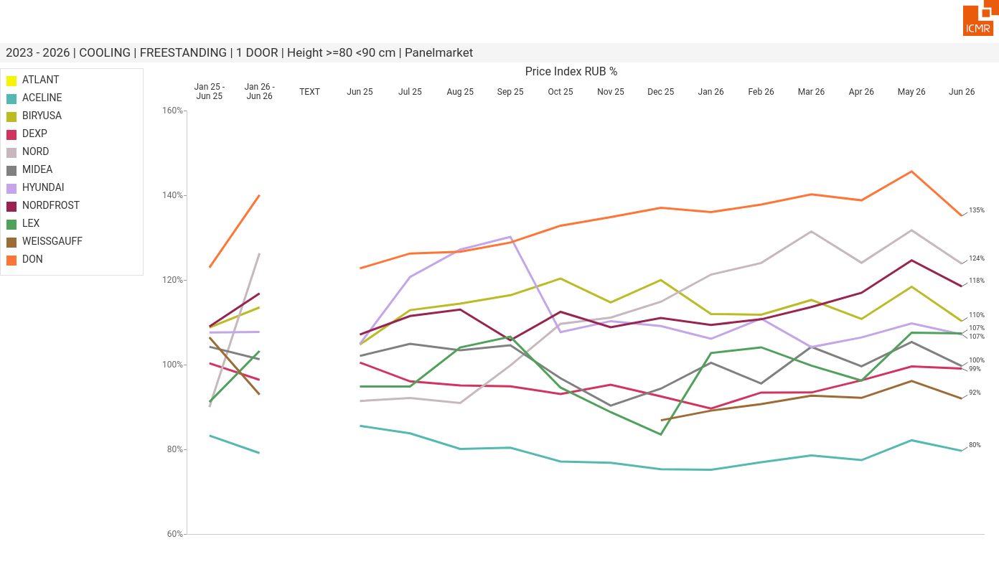 ICMR
2023 - 2026 | COOLING | FREESTANDING | 1 DOOR | Height >=80 <90 cm | Panelmarket
Price Index RUB %
ATLANT
ACELINE
BIRYUSA
DEXP
NORD
MIDEA
HYUNDAI
NORDFROST
LEX
WEISSGAUFF
DON
Jan 25 - Jun 25
Jan 26 - Jun 26
TEXT
Jun 25
Jul 25
Aug 25
Sep 25
Oct 25
Nov 25
Dec 25
Jan 26
Feb 26
Mar 26
Apr 26
May 26
Jun 26
160%
140%
120%
100%
80%
60%
135%
124%
118%
110%
107%
107%
100%
99%
92%
80%